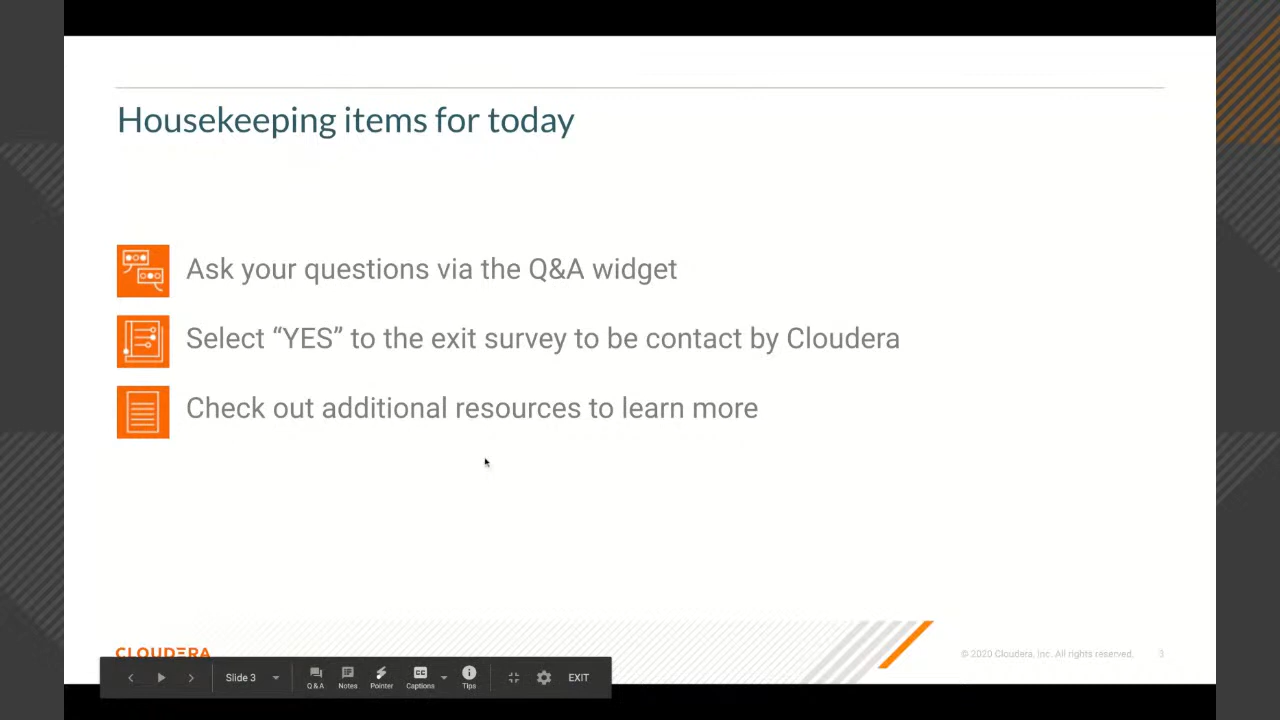 Housekeeping items for today
Ask your questions via the Q&A widget
Select “YES” to the exit survey to be contact by Cloudera
Check out additional resources to learn more
CLOUDERA
© 2020 Cloudera, Inc. All rights reserved.
3
Slide 3
Q & A
Notes
Pointer
CC
Captions
Tips
EXIT